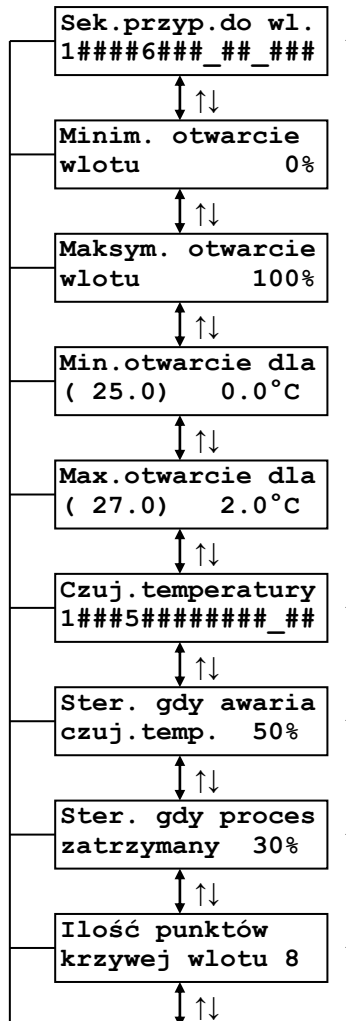 Sek.przyp.do wl.
1####6###_##_###
↑↓
Minim. otwarcie
wlotu 0%
↑↓
Maksym. otwarcie
wlotu 100%
↑↓
Min.otwarcie dla
( 25.0) 0.0°C
↑↓
Max.otwarcie dla
( 27.0) 2.0°C
↑↓
Czuj.temperatury
1###5########_##
↑↓
Ster. gdy awaria
czuj.temp. 50%
↑↓
Ster. gdy proces
zatrzymany 30%
↑↓
Ilość punktów
krzywej wlotu 8
↑↓